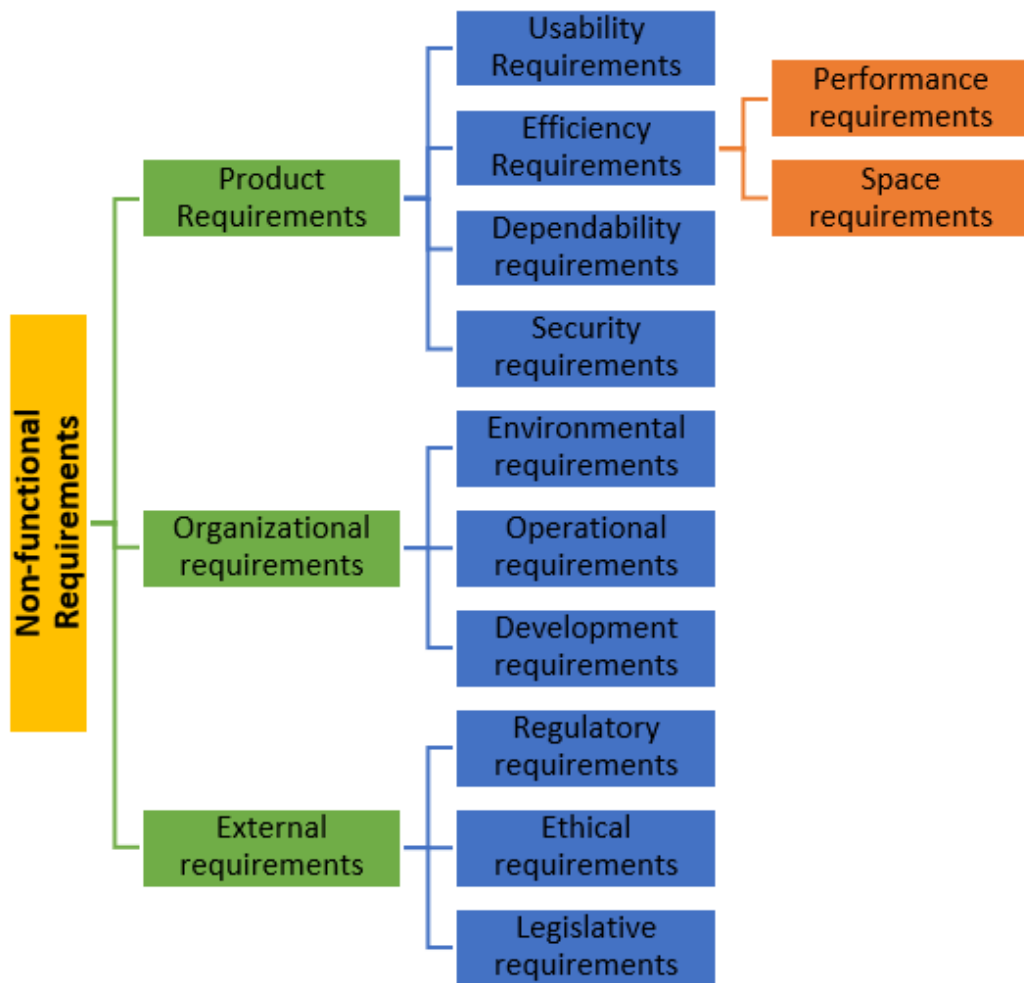 Non-functional
Requirements
Product
Requirements
Usability
Requirements
Efficiency
Requirements
Performance
requirements
Space
requirements
Dependability
requirements
Security
requirements
Organizational
requirements
Environmental
requirements
Operational
requirements
Development
requirements
External
requirements
Regulatory
requirements
Ethical
requirements
Legislative
requirements